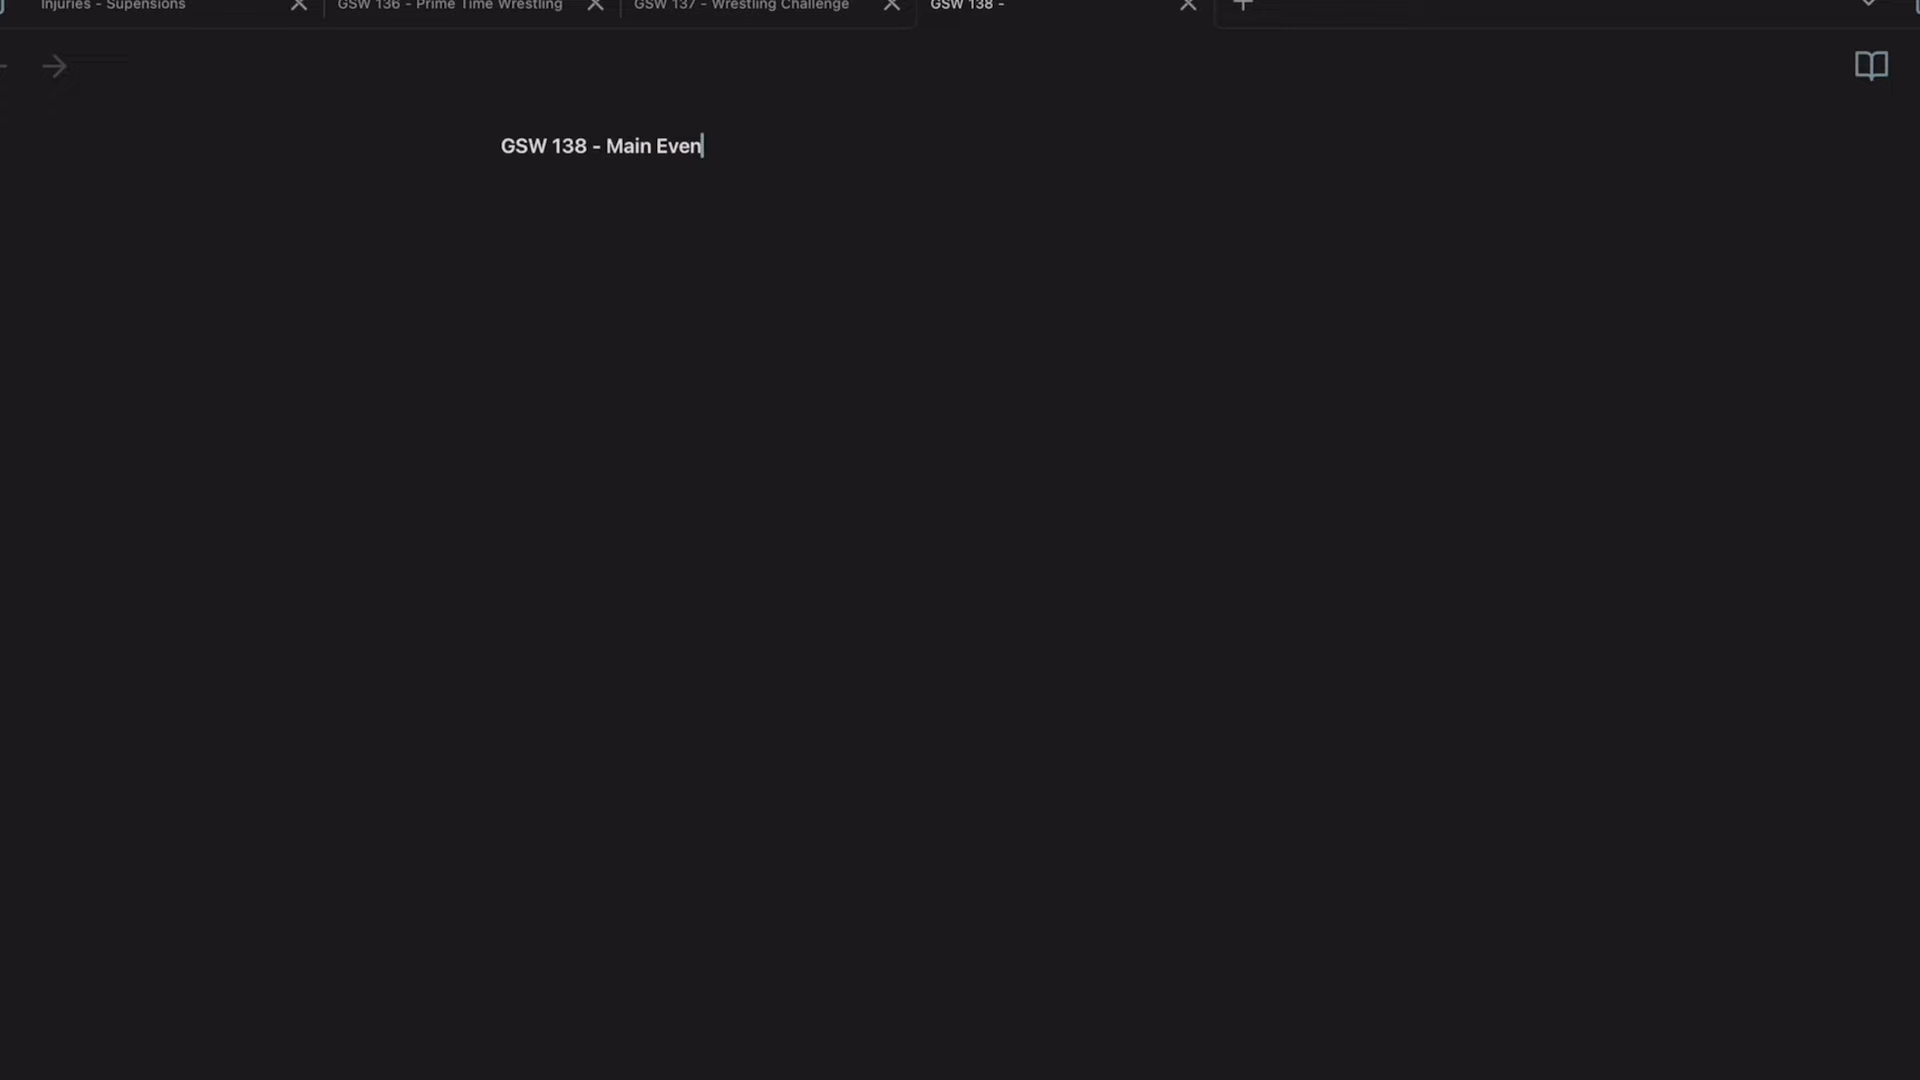 Injuries - Supensions
GSW 136 - Prime Time Wrestling
GSW 137 - Wrestling Challenge
GSW 138 -
GSW 138 - Main Even